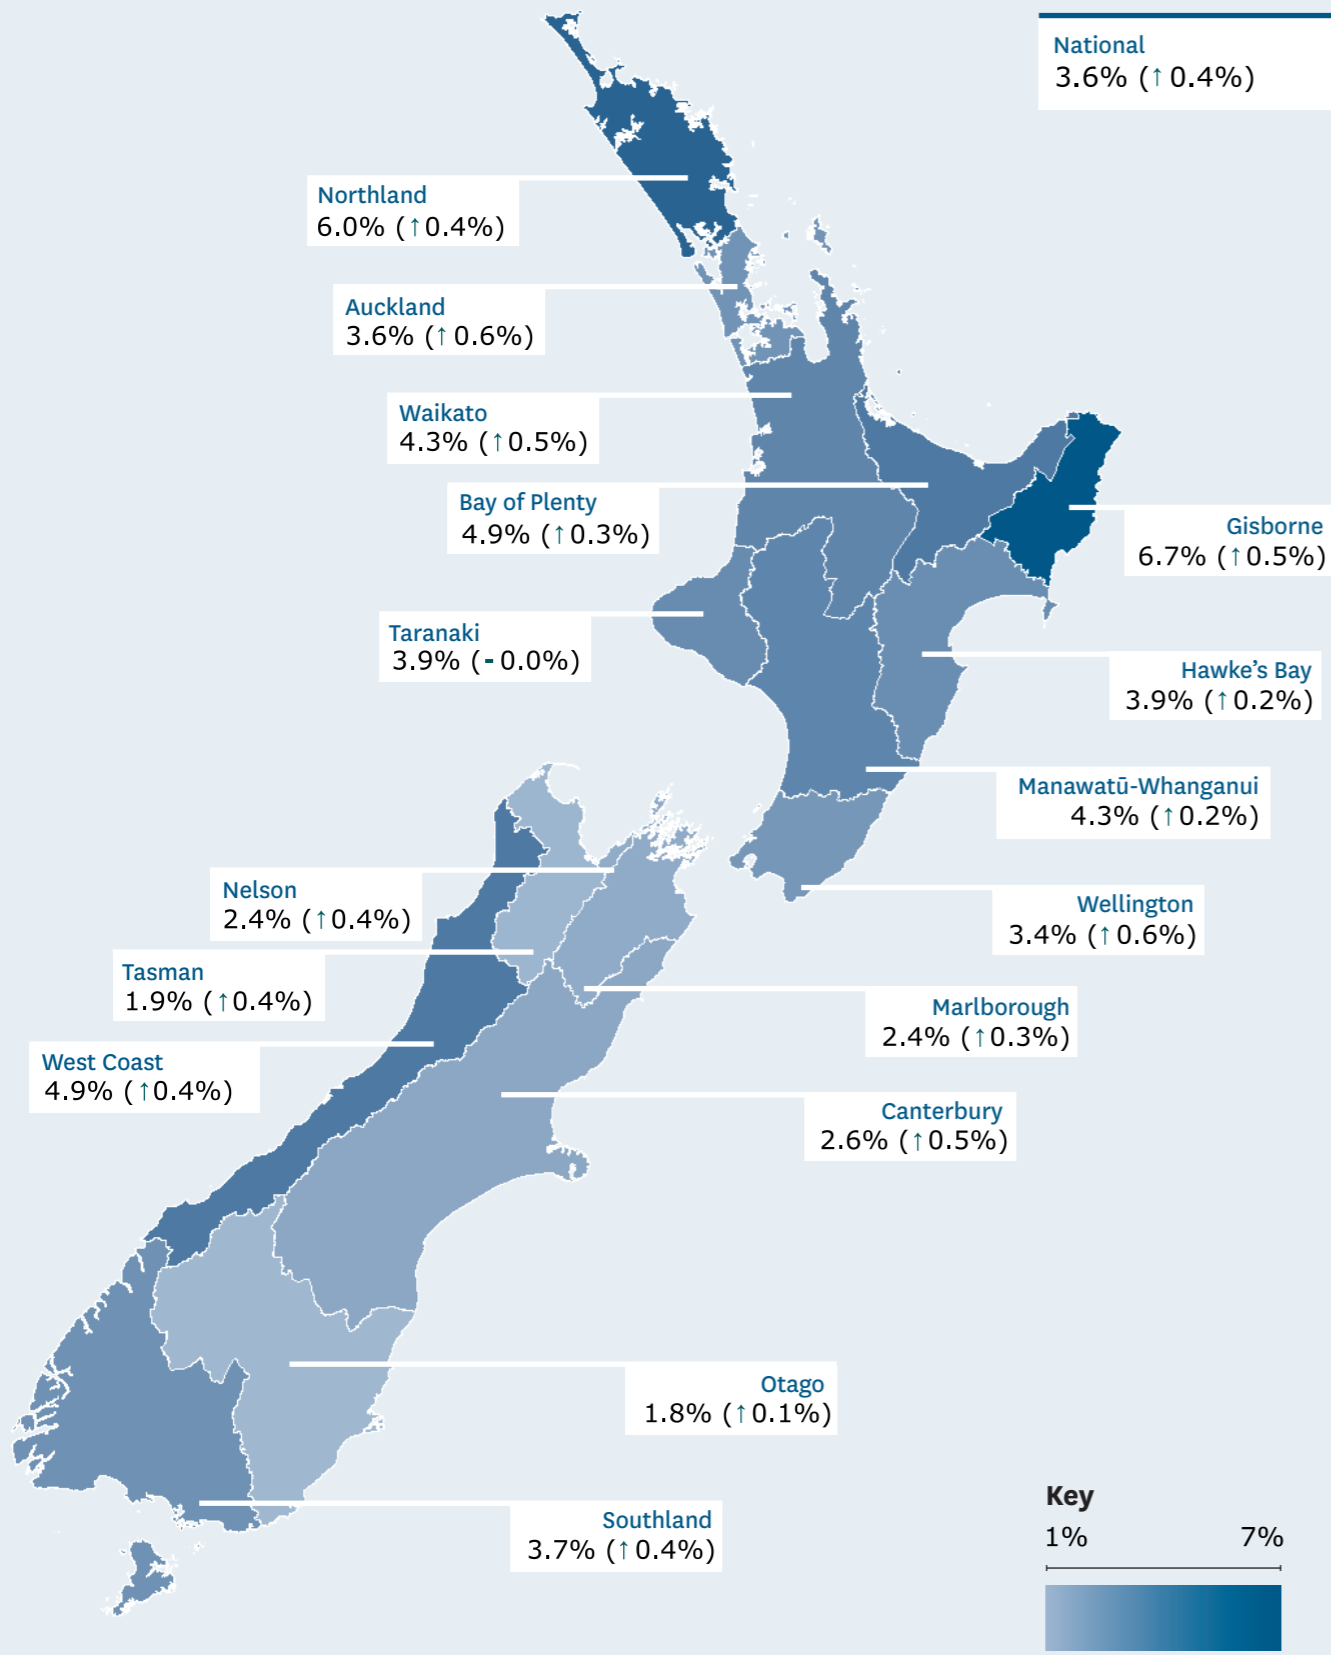 National
3.6% (↑ 0.4%)
Northland
6.0% (↑0.4%)
Auckland
3.6% (↑ 0.6%)
Waikato
4.3% (↑0.5%)
Bay of Plenty
4.9% (↑0.3%)
Gisborne
6.7% (↑0.5%)
Taranaki
3.9% (- 0.0%)
Hawke’s Bay
3.9% (↑0.2%)
Manawatū-Whanganui
4.3% (↑0.2%)
Nelson
2.4% (↑0.4%)
Wellington
3.4% (↑0.6%)
Tasman
1.9% (↑0.4%)
Marlborough
2.4% (↑0.3%)
West Coast
4.9% (↑0.4%)
Canterbury
2.6% (↑0.5%)
Otago
1.8% (↑0.1%)
Southland
3.7% (↑0.4%)
Key
1% 7%